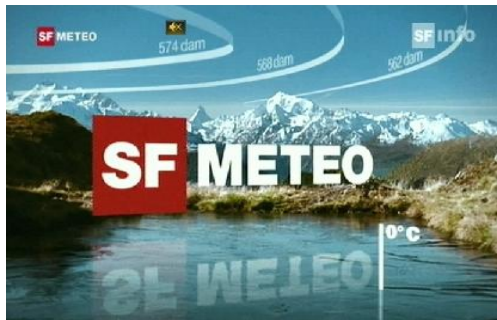 SF METEO
SF info
574 dam
568 dam
562 dam
SF METEO
0°C
SF METEO